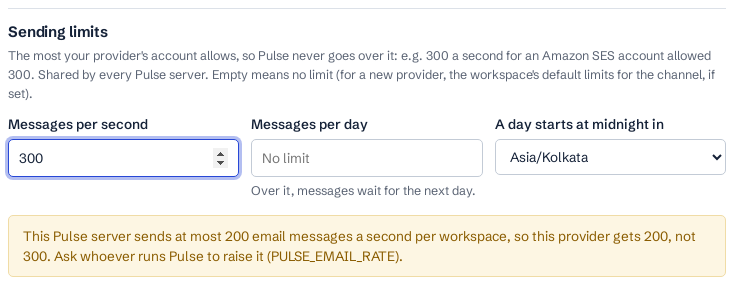 Sending limits
The most your provider's account allows, so Pulse never goes over it: e.g. 300 a second for an Amazon SES account allowed
300. Shared by every Pulse server. Empty means no limit (for a new provider, the workspace's default limits for the channel, if
set).
Messages per second
Messages per day
A day starts at midnight in
300
No limit
Asia/Kolkata
Over it, messages wait for the next day.
This Pulse server sends at most 200 email messages a second per workspace, so this provider gets 200, not
300. Ask whoever runs Pulse to raise it (PULSE_EMAIL_RATE).